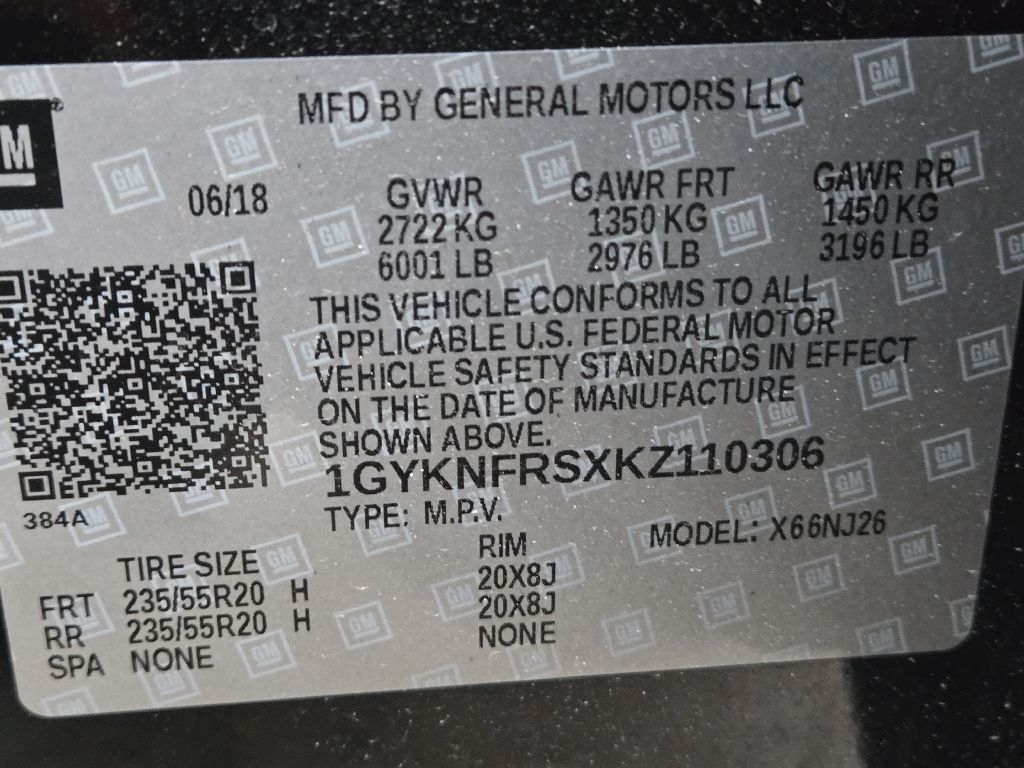 GM
MFD BY GENERAL MOTORS LLC
06/18
GVWR GAWR FRT GAWR RR
2722 KG 1350 KG 1450 KG
6001 LB 2976 LB 3196 LB
THIS VEHICLE CONFORMS TO ALL
APPLICABLE U.S. FEDERAL MOTOR
VEHICLE SAFETY STANDARDS IN EFFECT
ON THE DATE OF MANUFACTURE
SHOWN ABOVE.
1GYKNFRSXKZ110306
384A
TYPE: M.P.V. MODEL: X66NJ26
TIRE SIZE RIM
FRT 235/55R20 H 20X8J
RR 235/55R20 H 20X8J
SPA NONE NONE